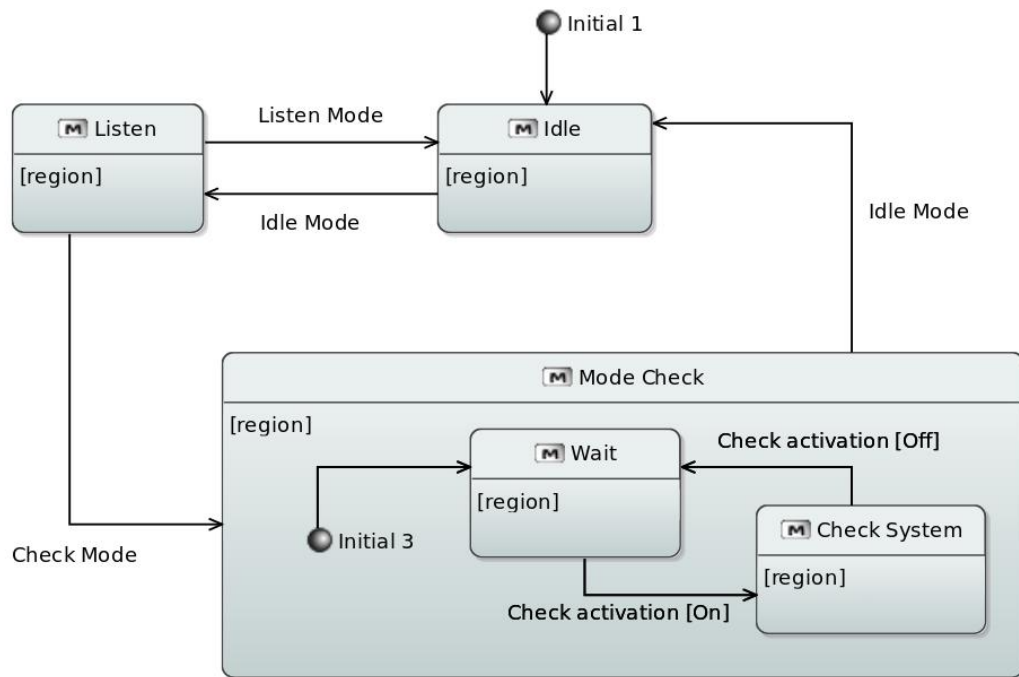 Initial 1
M Listen
Listen Mode
M Idle
[region]
[region]
Idle Mode
Idle Mode
M Mode Check
[region]
M Wait
Check activation [Off]
[region]
M Check System
Initial 3
Check Mode
[region]
Check activation [On]